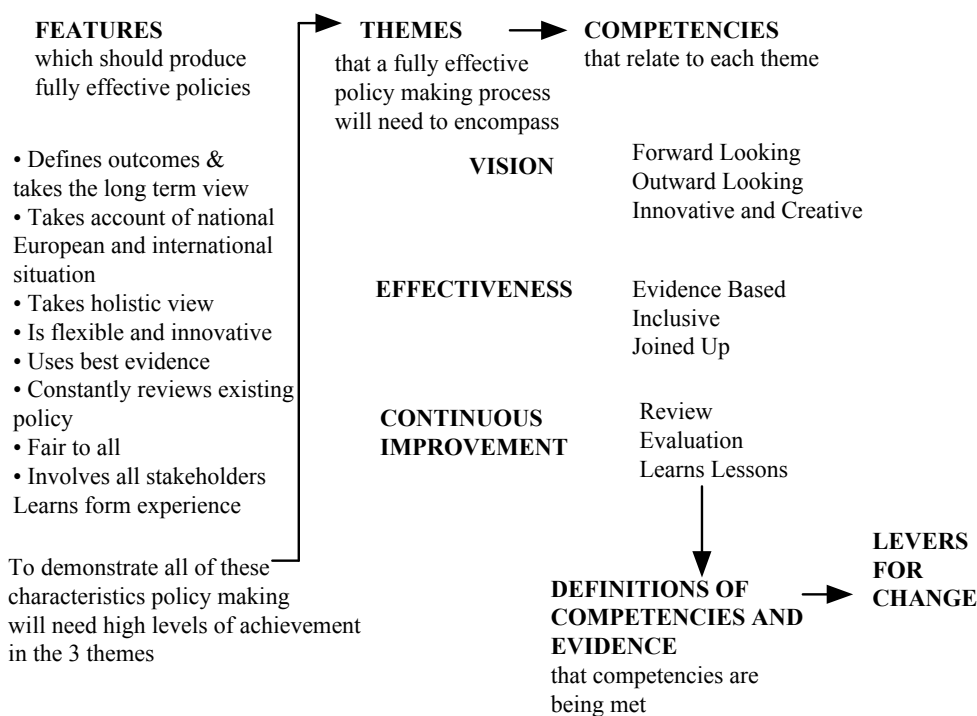 FEATURES
which should produce
fully effective policies
• Defines outcomes &
takes the long term view
• Takes account of national
European and international
situation
• Takes holistic view
• Is flexible and innovative
• Uses best evidence
• Constantly reviews existing
policy
• Fair to all
• Involves all stakeholders
Learns form experience
To demonstrate all of these
characteristics policy making
will need high levels of achievement
in the 3 themes
THEMES
that a fully effective
policy making process
will need to encompass
COMPETENCIES
that relate to each theme
VISION
Forward Looking
Outward Looking
Innovative and Creative
EFFECTIVENESS
Evidence Based
Inclusive
Joined Up
CONTINUOUS
IMPROVEMENT
Review
Evaluation
Learns Lessons
DEFINITIONS OF
COMPETENCIES AND
EVIDENCE
that competencies are
being met
LEVERS
FOR
CHANGE